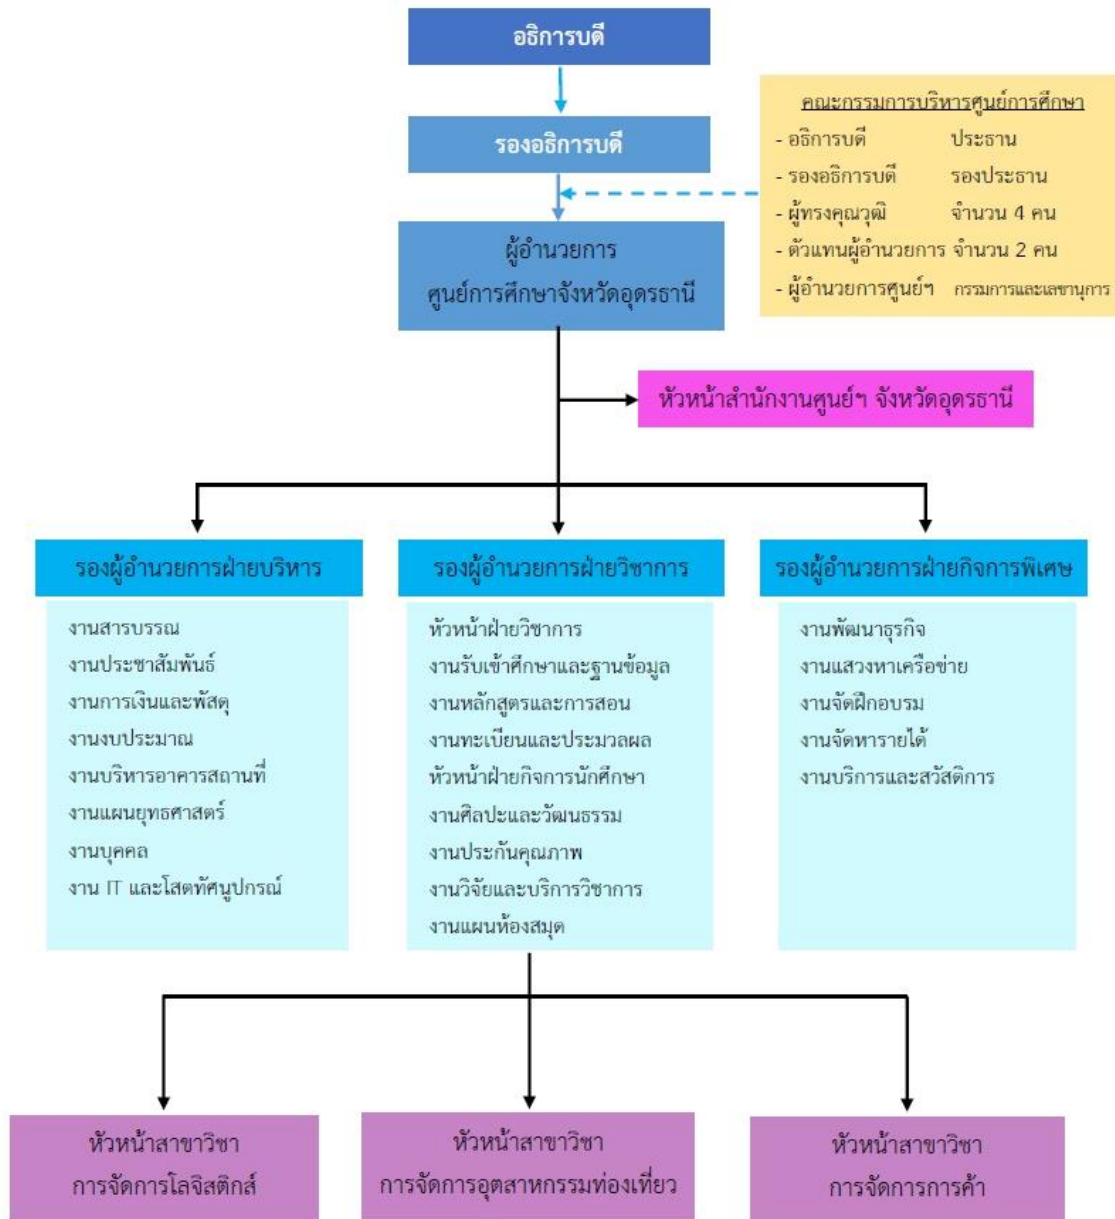 อธิการบดี
รองอธิการบดี
คณะกรรมการบริหารศูนย์การศึกษา
- อธิการบดี ประธาน
- รองอธิการบดี รองประธาน
- ผู้ทรงคุณวุฒิ จำนวน 4 คน
- ตัวแทนผู้อำนวยการ จำนวน 2 คน
- ผู้อำนวยการศูนย์ฯ กรรมการและเลขานุการ
ผู้อำนวยการ
ศูนย์การศึกษาจังหวัดอุดรธานี
หัวหน้าสำนักงานศูนย์ฯ จังหวัดอุดรธานี
รองผู้อำนวยการฝ่ายบริหาร
งานสารบรรณ
งานประชาสัมพันธ์
งานการเงินและพัสดุ
งานงบประมาณ
งานบริหารอาคารสถานที่
งานแผนยุทธศาสตร์
งานบุคคล
งาน IT และโสตทัศนูปกรณ์
รองผู้อำนวยการฝ่ายวิชาการ
หัวหน้าฝ่ายวิชาการ
งานรับเข้าศึกษาและฐานข้อมูล
งานหลักสูตรและการสอน
งานทะเบียนและประมวลผล
หัวหน้าฝ่ายกิจการนักศึกษา
งานศิลปะและวัฒนธรรม
งานประกันคุณภาพ
งานวิจัยและบริการวิชาการ
งานแผนห้องสมุด
รองผู้อำนวยการฝ่ายกิจการพิเศษ
งานพัฒนาธุรกิจ
งานแสวงหาเครือข่าย
งานจัดฝึกอบรม
งานจัดหารายได้
งานบริการและสวัสดิการ
หัวหน้าสาขาวิชา
การจัดการโลจิสติกส์
หัวหน้าสาขาวิชา
การจัดการอุตสาหกรรมท่องเที่ยว
หัวหน้าสาขาวิชา
การจัดการการค้า